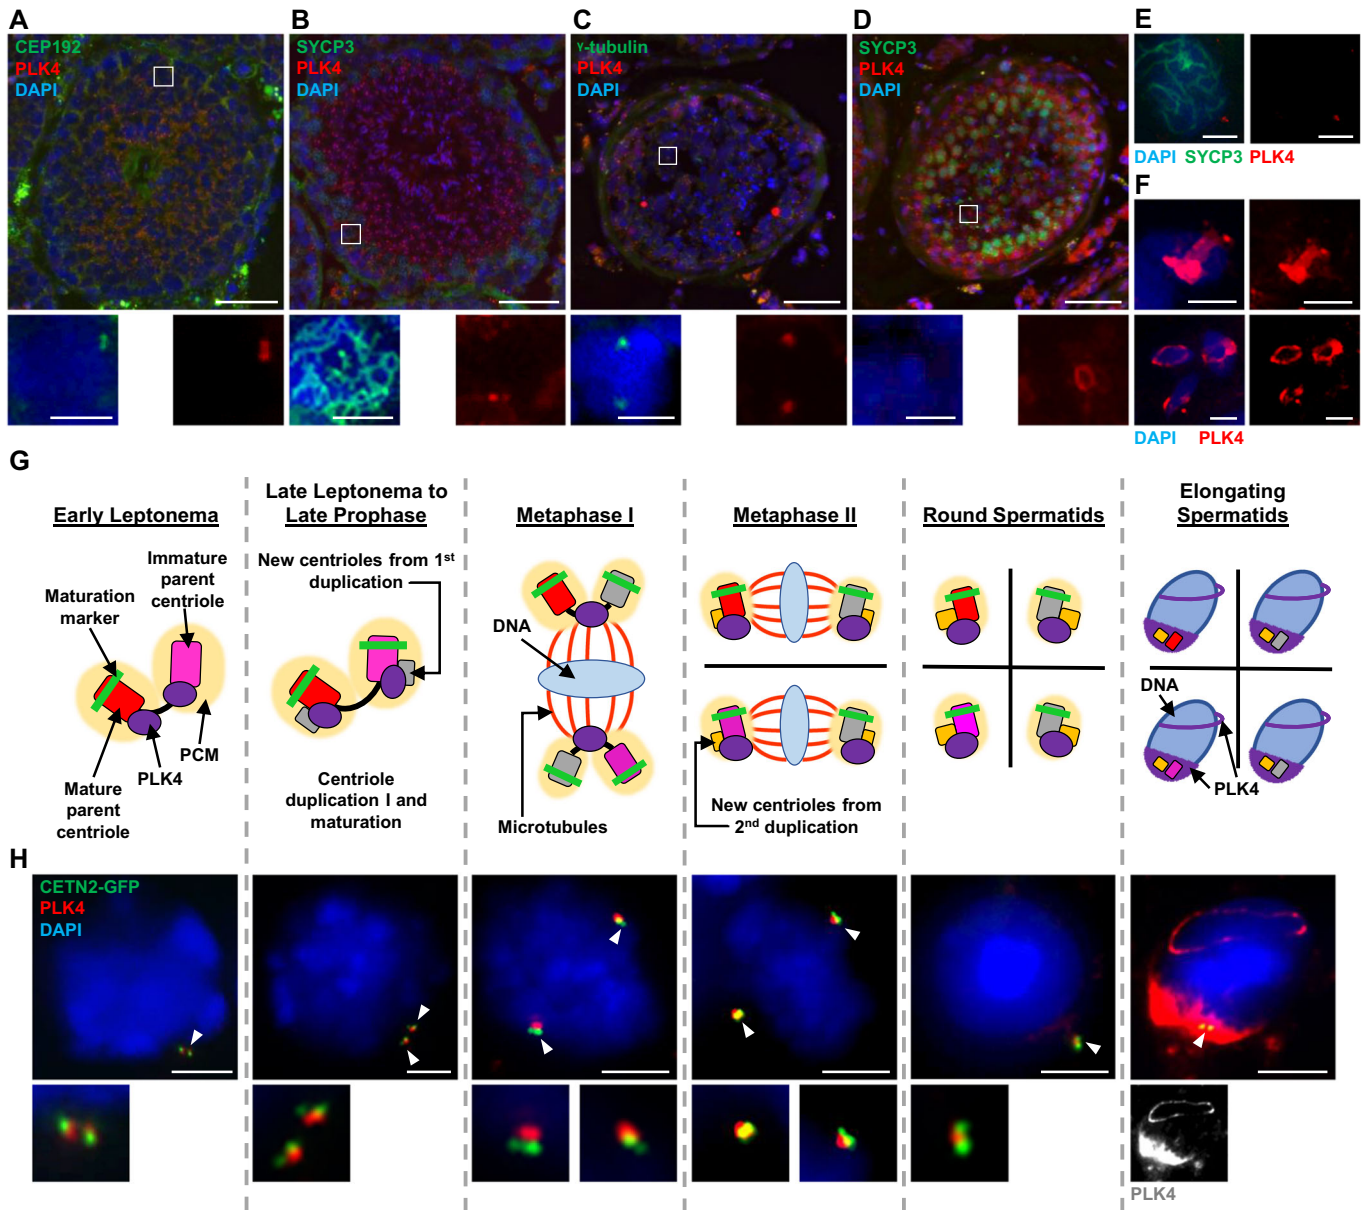 A
CEP192
PLK4
DAPI
B
SYCP3
PLK4
DAPI
C
γ-tubulin
PLK4
DAPI
D
SYCP3
PLK4
DAPI
E
DAPI SYCP3 PLK4
F
DAPI PLK4
G
Early Leptonema
Maturation
marker
Immature
parent
centriole
Mature
parent
centriole
PLK4
PCM
Late Leptonema to
Late Prophase
New centrioles from 1st
duplication
Centriole
duplication I and
maturation
Metaphase I
DNA
Microtubules
Metaphase II
New centrioles from
2nd duplication
Round Spermatids
Elongating
Spermatids
DNA
PLK4
H
CETN2-GFP
PLK4
DAPI
PLK4